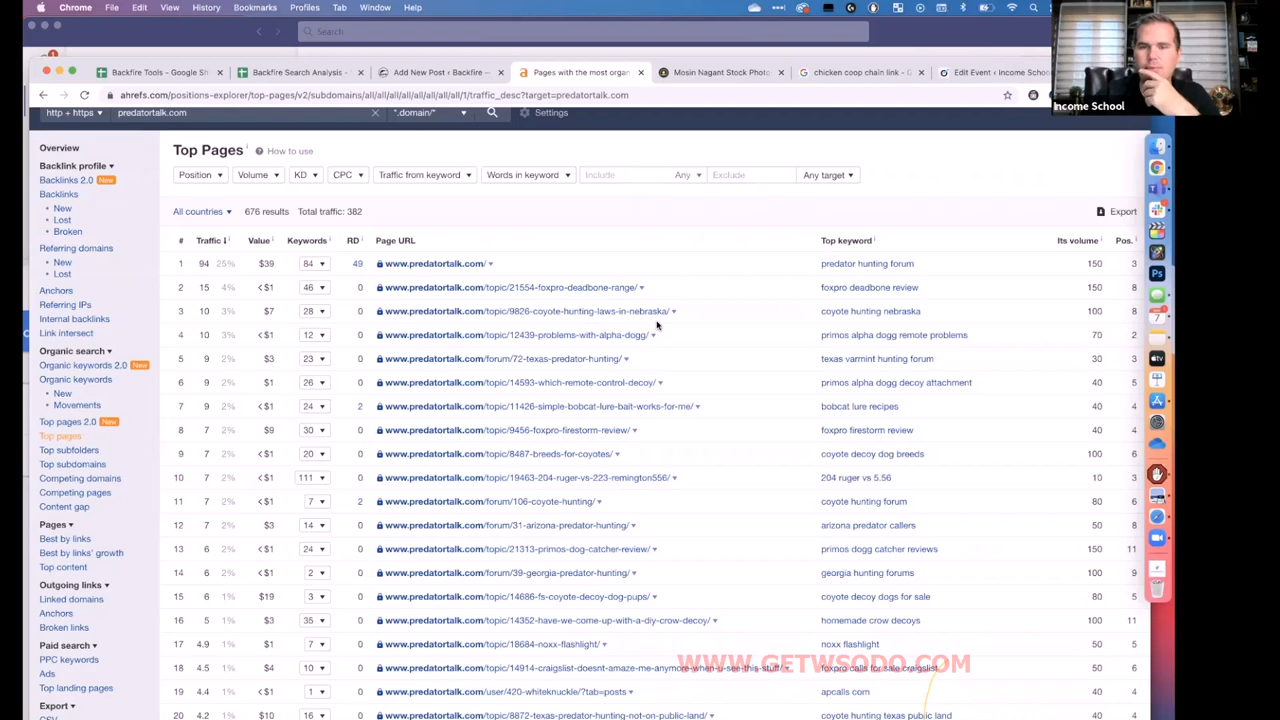 Chrome File Edit View History Bookmarks Profiles Tab Window Help
Search
Backfire Tools - Google Sh Backfire Search Analysis - Add New Post ‹ Backfire — Pages with the most organ Mosin Nagant Stock Photo chicken coop chain link - G Edit Event ‹ Income School
ahrefs.com/positions-explorer/top-pages/v2/subdomains/all/all/all/all/all/all/all/1/traffic_desc?target=predatortalk.com
Income School
http + https predatortalk.com *.domain/* Settings
Overview
Backlink profile
Backlinks 2.0 New
Backlinks
• New
• Lost
• Broken
Referring domains
• New
• Lost
Anchors
Referring IPs
Internal backlinks
Link intersect
Organic search
Organic keywords 2.0 New
Organic keywords
• New
• Movements
Top pages 2.0 New
Top pages
Top subfolders
Top subdomains
Competing domains
Competing pages
Content gap
Pages
Best by links
Best by links' growth
Top content
Outgoing links
Linked domains
Anchors
Broken links
Paid search
PPC keywords
Ads
Top landing pages
Export
CSV
Top Pages How to use
Position Volume KD CPC Traffic from keyword Words in keyword Include Any Exclude Any target
All countries 676 results Total traffic: 382 Export
# Traffic Value Keywords RD Page URL Top keyword Its volume Pos.
1 94 25% $39 84 49 www.predatortalk.com/ predator hunting forum 150 3
2 15 4% <$1 46 0 www.predatortalk.com/topic/21554-foxpro-deadbone-range/ foxpro deadbone review 150 8
3 10 3% $7 28 0 www.predatortalk.com/topic/9826-coyote-hunting-laws-in-nebraska/ coyote hunting nebraska 100 8
4 10 3% <$1 12 0 www.predatortalk.com/topic/12439-problems-with-alpha-dogg/ primos alpha dogg remote problems 70 2
5 9 2% $3 23 0 www.predatortalk.com/forum/72-texas-predator-hunting/ texas varmint hunting forum 30 3
6 9 2% <$1 26 0 www.predatortalk.com/topic/14593-which-remote-control-decoy/ primos alpha dogg decoy attachment 40 5
7 9 2% <$1 24 2 www.predatortalk.com/topic/11426-simple-bobcat-lure-bait-works-for-me/ bobcat lure recipes 40 4
8 7 2% $9 30 0 www.predatortalk.com/topic/9456-foxpro-firestorm-review/ foxpro firestorm review 40 4
9 7 2% <$1 20 0 www.predatortalk.com/topic/8487-breeds-for-coyotes/ coyote decoy dog breeds 100 6
10 7 2% <$1 111 0 www.predatortalk.com/topic/19463-204-ruger-vs-223-remington556/ 204 ruger vs 5.56 10 3
11 7 2% <$1 7 2 www.predatortalk.com/forum/106-coyote-hunting/ coyote hunting forum 80 6
12 7 2% $3 14 0 www.predatortalk.com/forum/31-arizona-predator-hunting/ arizona predator callers 50 8
13 6 2% <$1 24 0 www.predatortalk.com/topic/21313-primos-dog-catcher-review/ primos dogg catcher reviews 150 11
14 6 2% <$1 2 0 www.predatortalk.com/forum/39-georgia-predator-hunting/ georgia hunting forums 100 9
15 6 2% $19 3 0 www.predatortalk.com/topic/14686-fs-coyote-decoy-dog-pups/ coyote decoy dogs for sale 80 5
16 5 1% $3 35 0 www.predatortalk.com/topic/14352-have-we-come-up-with-a-diy-crow-decoy/ homemade crow decoys 100 11
17 4.9 1% <$1 7 0 www.predatortalk.com/topic/18684-noxx-flashlight/ noxx flashlight 50 5
18 4.5 1% $4 10 0 www.predatortalk.com/topic/14914-craigslist-doesnt-amaze-me-anymore-when-u-see-this-stuff/ foxpro calls for sale craigslist 50 6
19 4.4 1% <$1 1 0 www.predatortalk.com/user/420-whiteknuckle/?tab=posts apcalls com 40 4
20 4.2 1% $10 16 0 www.predatortalk.com/topic/8872-texas-predator-hunting-not-on-public-land/ coyote hunting texas public land 40 4
WWW.GETWSODO.COM